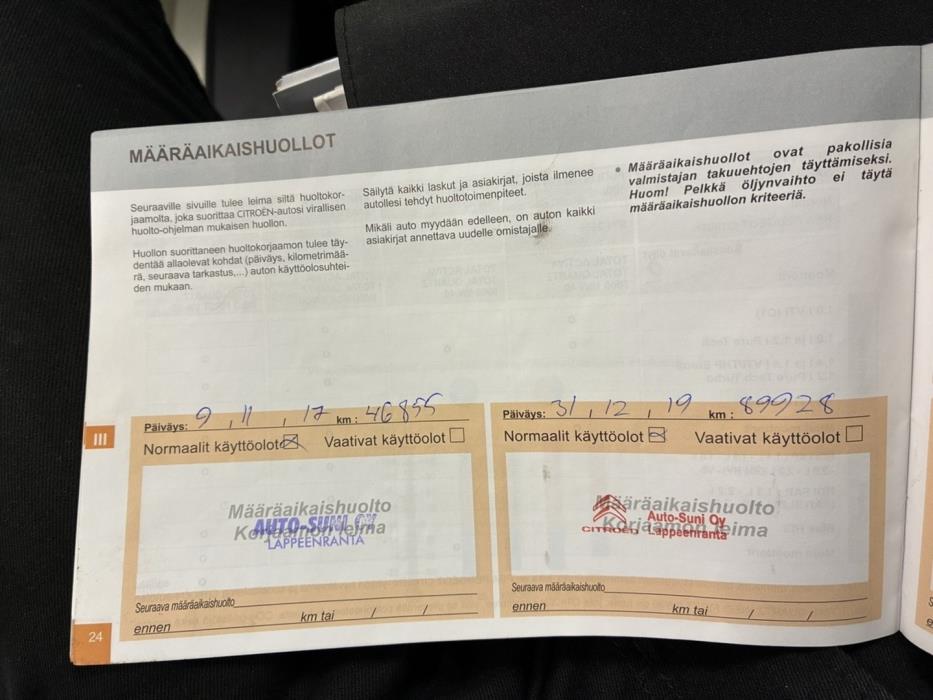 MÄÄRÄAIKAISHUOLLOT
Seuraaville sivuille tulee leima siltä huoltokor-
jaamolta, joka suorittaa CITROËN-autosi virallisen
huolto-ohjelman mukaisen huollon.
Huollon suorittaneen huoltokorjaamon tulee täy-
dentää allaolevat kohdat (päiväys, kilometrimää-
rä, seuraava tarkastus,...) auton käyttöolosuhtei-
den mukaan.
Säilytä kaikki laskut ja asiakirjat, joista ilmenee
autollesi tehdyt huoltotoimenpiteet.
Mikäli auto myydään edelleen, on auton kaikki
asiakirjat annettava uudelle omistajalle.
• Määräaikaishuollot ovat pakollisia
valmistajan takuuehtojen täyttämiseksi.
Huom! Pelkkä öljynvaihto ei täytä
määräaikaishuollon kriteeriä.
III
Päiväys: 9 , 11 , 17 km : 46855
Normaalit käyttöolot Vaativat käyttöolot
Määräaikaishuolto
Korjaamon leima
AUTO-SUNI OY
LAPPEENRANTA
Seuraava määräaikaishuolto
ennen km tai / /
Päiväys: 31 , 12 , 19 km : 89928
Normaalit käyttöolot Vaativat käyttöolot
Määräaikaishuolto
Korjaamon leima
Auto-Suni Oy
CITROËN Lappeenranta
Seuraava määräaikaishuolto
ennen km tai / /
24